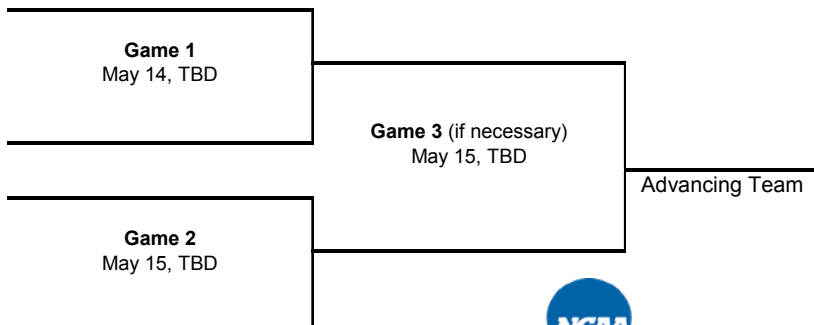 Game 1
May 14, TBD
Game 3 (if necessary)
May 15, TBD
Advancing Team
Game 2
May 15, TBD
NCAA